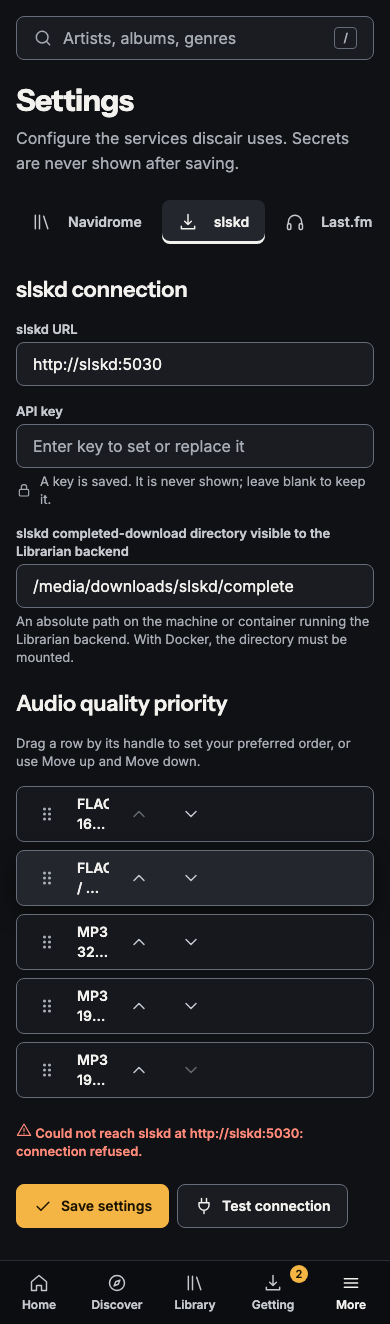 Artists, albums, genres /
Settings
Configure the services discair uses. Secrets
are never shown after saving.
Navidrome slskd Last.fm
slskd connection
slskd URL
http://slskd:5030
API key
Enter key to set or replace it
A key is saved. It is never shown; leave blank to keep
it.
slskd completed-download directory visible to the
Librarian backend
/media/downloads/slskd/complete
An absolute path on the machine or container running the
Librarian backend. With Docker, the directory must be
mounted.
Audio quality priority
Drag a row by its handle to set your preferred order, or
use Move up and Move down.
FLAC
16...
FLAC
/ ...
MP3
32...
MP3
19...
MP3
19...
Could not reach slskd at http://slskd:5030:
connection refused.
Save settings Test connection
2
Home Discover Library Getting More